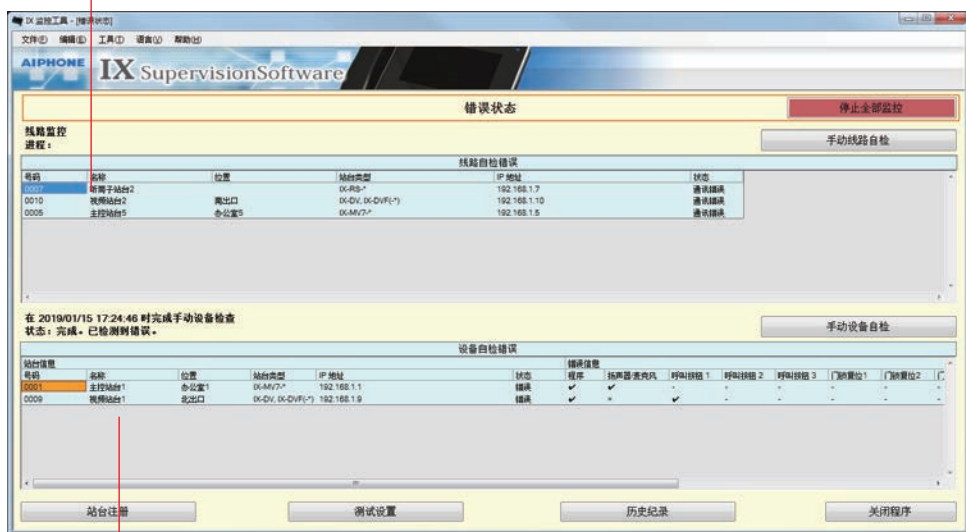 IX 监控工具 - [错误状态]
文件(F) 编辑(E) 工具(T) 语言(V) 帮助(H)
AIPHONE IX SupervisionSoftware
错误状态 停止全部监控
线路监控
进程： 手动线路自检
线路自检错误
号码 名称 位置 站台类型 IP 地址 状态
0007 听筒子站台2 IX-RS-* 192.168.1.7 通讯错误
0010 视频站台2 南出口 IX-DV, IX-DVF(-*) 192.168.1.10 通讯错误
0005 主控站台5 办公室5 IX-MV7-* 192.168.1.5 通讯错误
在 2019/01/15 17:24:46 时完成手动设备检查
状态：完成。已检测到错误。 手动设备自检
设备自检错误
站台信息 错误信息
号码 名称 位置 站台类型 IP 地址 状态 程序 扬声器/麦克风 呼叫按钮 1 呼叫按钮 2 呼叫按钮 3 门锁复位1 门锁复位2
0001 主控站台1 办公室1 IX-MV7-* 192.168.1.1 错误 ✔ ✔ - - - - -
0009 视频站台1 北出口 IX-DV, IX-DVF(-*) 192.168.1.9 错误 ✔ × ✔ - - - -
站台注册 测试设置 历史纪录 关闭程序